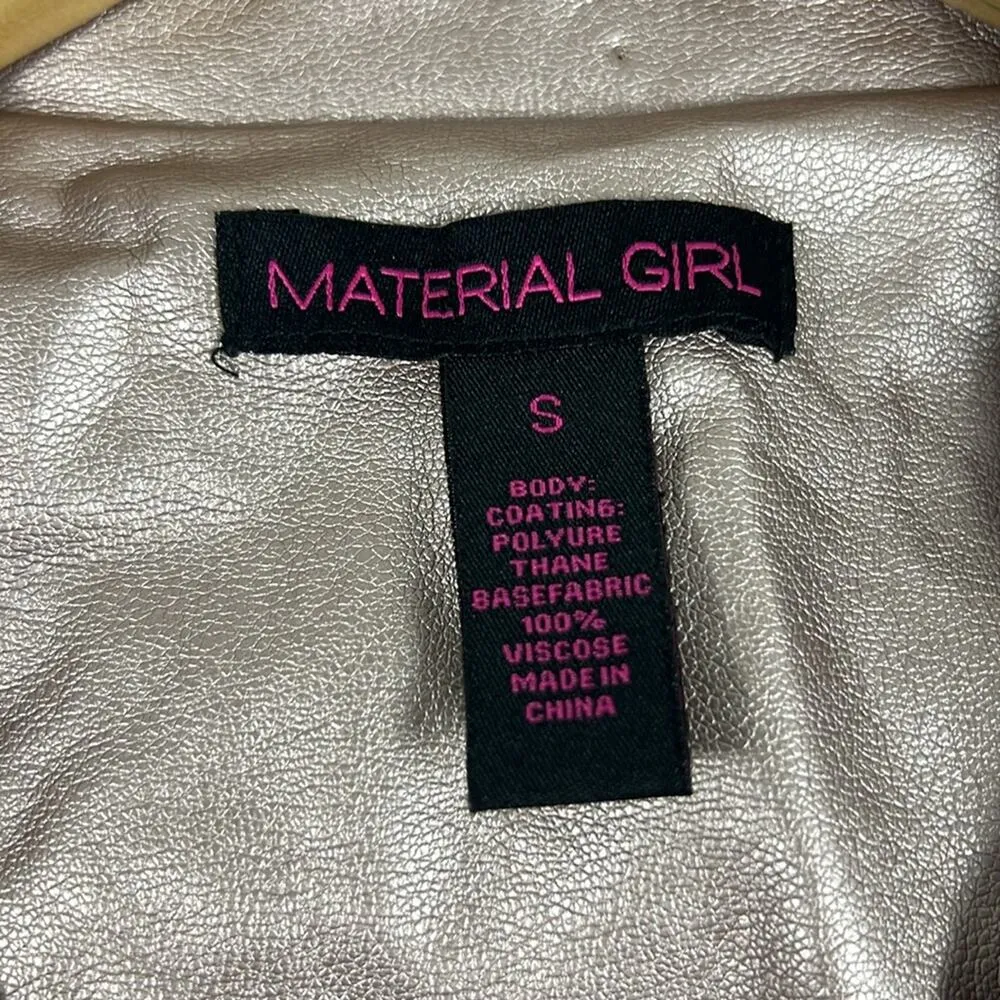 MATERIAL GIRL
S
BODY:
COATING:
POLYURE
THANE
BASEFABRIC
100%
VISCOSE
MADE IN
CHINA